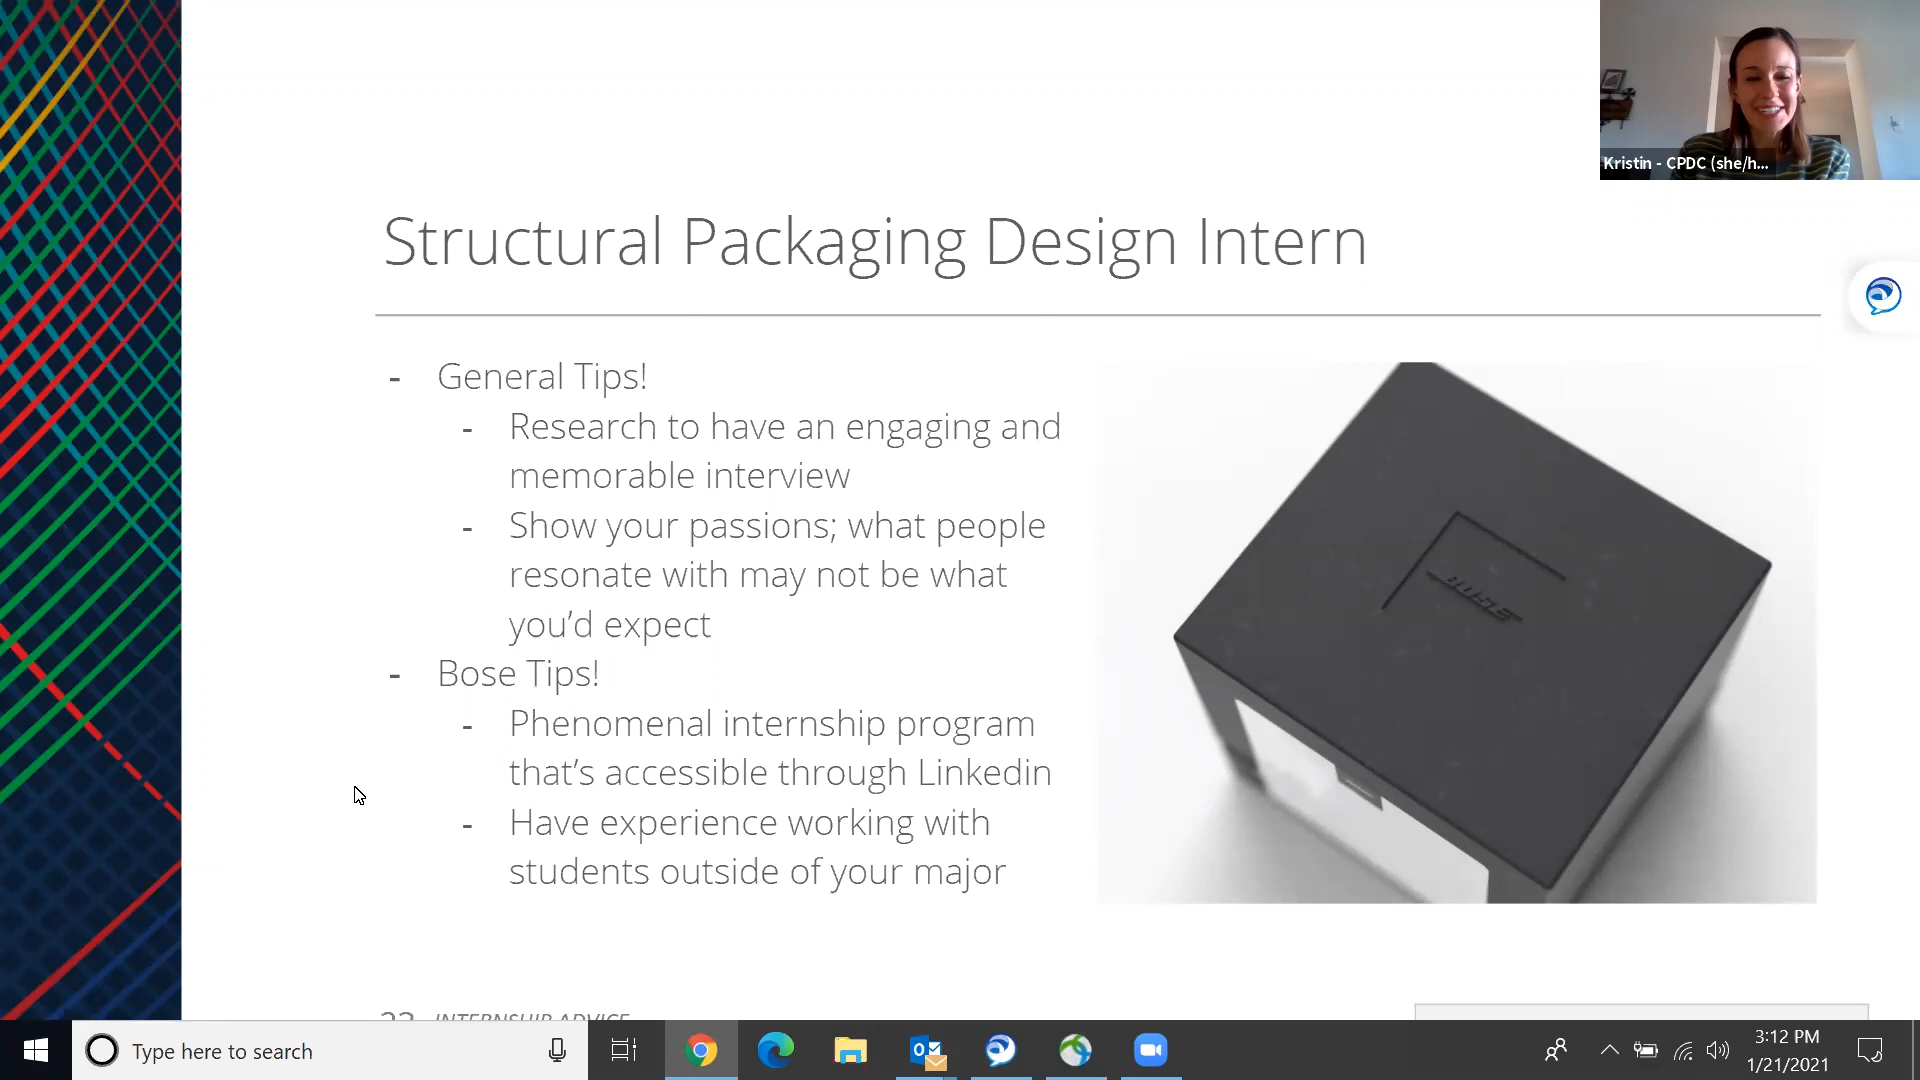 Kristin - CPDC (she/h...
Structural Packaging Design Intern
- General Tips!
- Research to have an engaging and
memorable interview
- Show your passions; what people
resonate with may not be what
you’d expect
BOSE
- Bose Tips!
- Phenomenal internship program
that’s accessible through Linkedin
- Have experience working with
students outside of your major
INTERNSHIP ADVICE
Type here to search
3:12 PM
1/21/2021